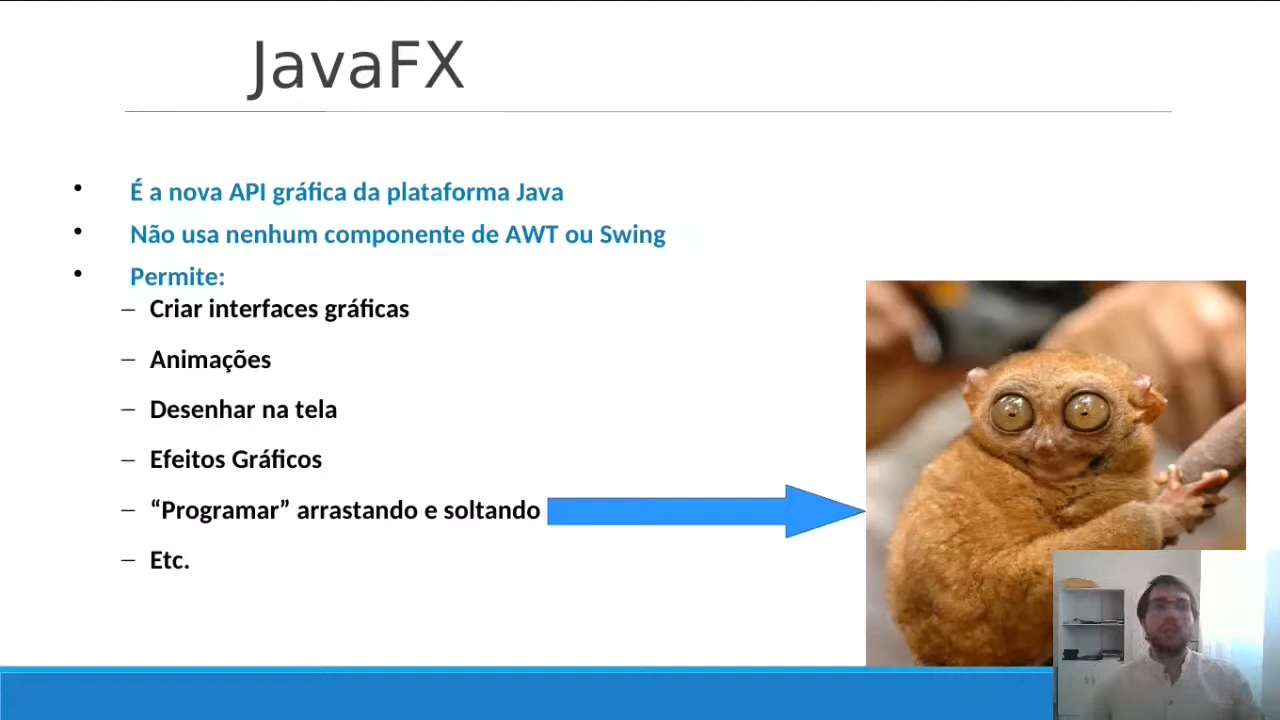 JavaFX
• É a nova API gráfica da plataforma Java
• Não usa nenhum componente de AWT ou Swing
• Permite:
– Criar interfaces gráficas
– Animações
– Desenhar na tela
– Efeitos Gráficos
– “Programar” arrastando e soltando
– Etc.